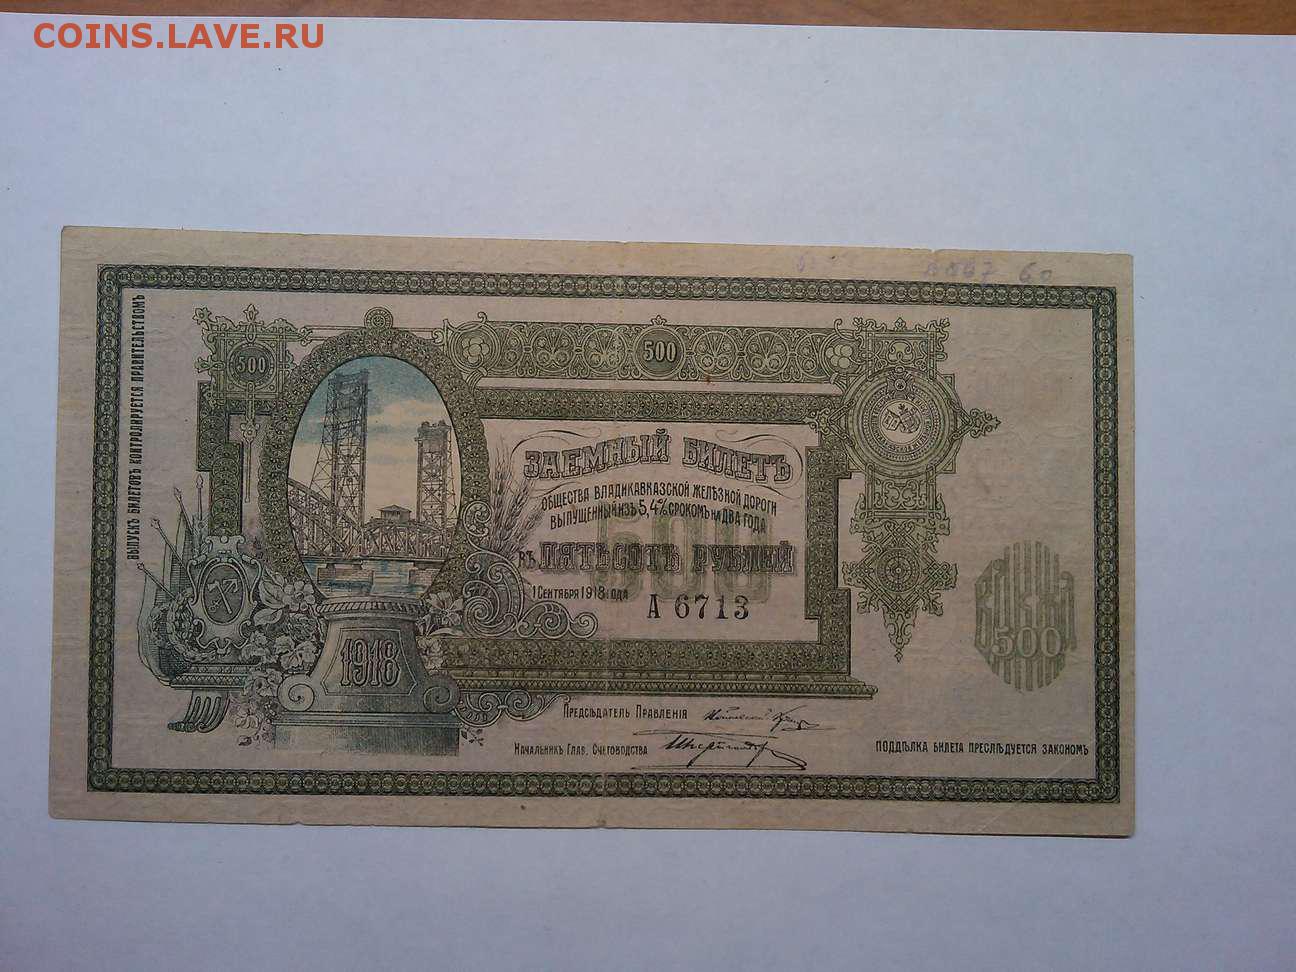 COINS.LAVE.RU
ВЫПУСКЪ БИЛЕТОВЪ КОНТРОЛИРУЕТСЯ ПРАВИТЕЛЬСТВОМЪ
500
500
ЗАЕМНЫЙ БИЛЕТЪ
ОБЩЕСТВА ВЛАДИКАВКАЗСКОЙ ЖЕЛѢЗНОЙ ДОРОГИ
ВЫПУЩЕННЫЙ ИЗЪ 5,4% СРОКОМЪ НА ДВА ГОДА
500
ВЪ ПЯТЬСОТЪ РУБЛЕЙ
1 СЕНТЯБРЯ 1918 ГОДА
А 6713
1918
500
ПРЕДСѢДАТЕЛЬ ПРАВЛЕНІЯ
НАЧАЛЬНИКЪ ГЛАВ. СЧЕТОВОДСТВА
ПОДДѢЛКА БИЛЕТА ПРЕСЛѢДУЕТСЯ ЗАКОНОМЪ